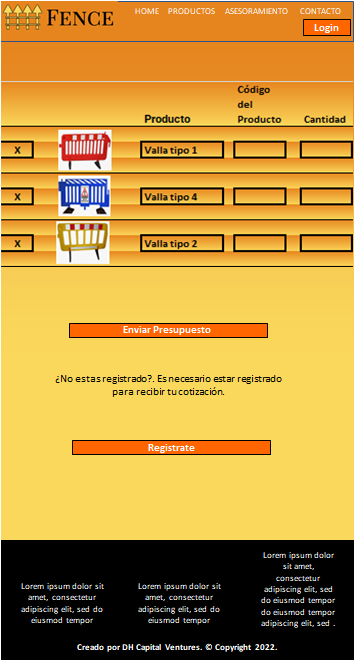 FENCE
HOME PRODUCTOS ASESORAMIENTO CONTACTO
Login
Producto Código del Producto Cantidad
X Valla tipo 1
X Valla tipo 4
X Valla tipo 2
Enviar Presupuesto
¿No estas registrado?. Es necesario estar registrado
para recibir tu cotización.
Registrate
Lorem ipsum dolor sit
amet, consectetur
adipiscing elit, sed do
eiusmod tempor
Lorem ipsum dolor sit
amet, consectetur
adipiscing elit, sed do
eiusmod tempor
Lorem ipsum dolor
sit amet,
consectetur
adipiscing elit, sed
do eiusmod tempor
do eiusmod tempor
adipiscing elit, sed .
Creado por DH Capital Ventures. © Copyright 2022.